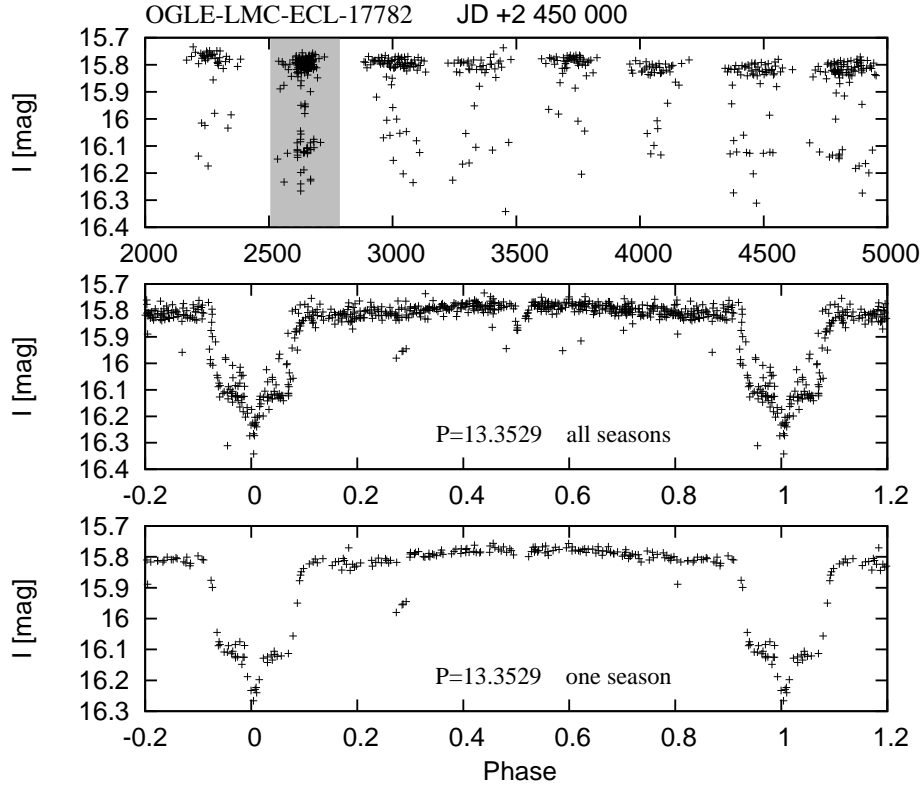 OGLE-LMC-ECL-17782 JD +2 450 000
I [mag]
15.7
15.8
15.9
16
16.1
16.2
16.3
16.4
2000 2500 3000 3500 4000 4500 5000
I [mag]
15.7
15.8
15.9
16
16.1
16.2
16.3
16.4
P=13.3529 all seasons
-0.2 0 0.2 0.4 0.6 0.8 1 1.2
I [mag]
15.7
15.8
15.9
16
16.1
16.2
16.3
P=13.3529 one season
-0.2 0 0.2 0.4 0.6 0.8 1 1.2
Phase